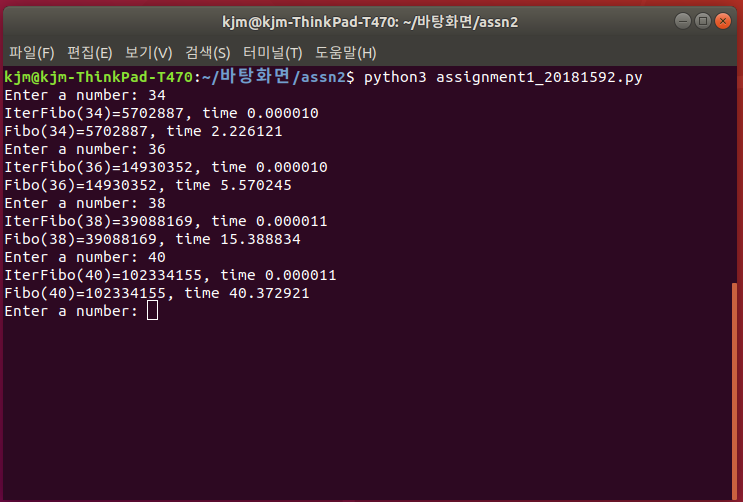 kjm@kjm-ThinkPad-T470: ~/바탕화면/assn2
파일(F) 편집(E) 보기(V) 검색(S) 터미널(T) 도움말(H)
kjm@kjm-ThinkPad-T470:~/바탕화면/assn2$ python3 assignment1_20181592.py
Enter a number: 34
IterFibo(34)=5702887, time 0.000010
Fibo(34)=5702887, time 2.226121
Enter a number: 36
IterFibo(36)=14930352, time 0.000010
Fibo(36)=14930352, time 5.570245
Enter a number: 38
IterFibo(38)=39088169, time 0.000011
Fibo(38)=39088169, time 15.388834
Enter a number: 40
IterFibo(40)=102334155, time 0.000011
Fibo(40)=102334155, time 40.372921
Enter a number: